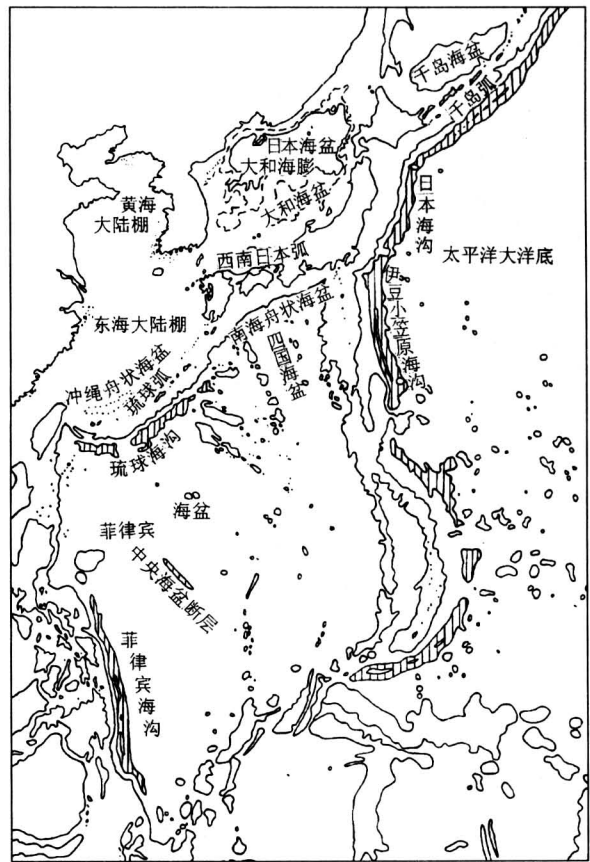 千岛海盆
千岛弧
日本海盆
大和海膨
大和海盆
日本海沟
黄海
大陆棚
西南日本弧
太平洋大洋底
伊豆小笠原海沟
东海大陆棚
南海舟状海盆
四国海盆
冲绳舟状海盆
琉球弧
琉球海沟
海盆
菲律宾
中央海盆断层
菲律宾海沟